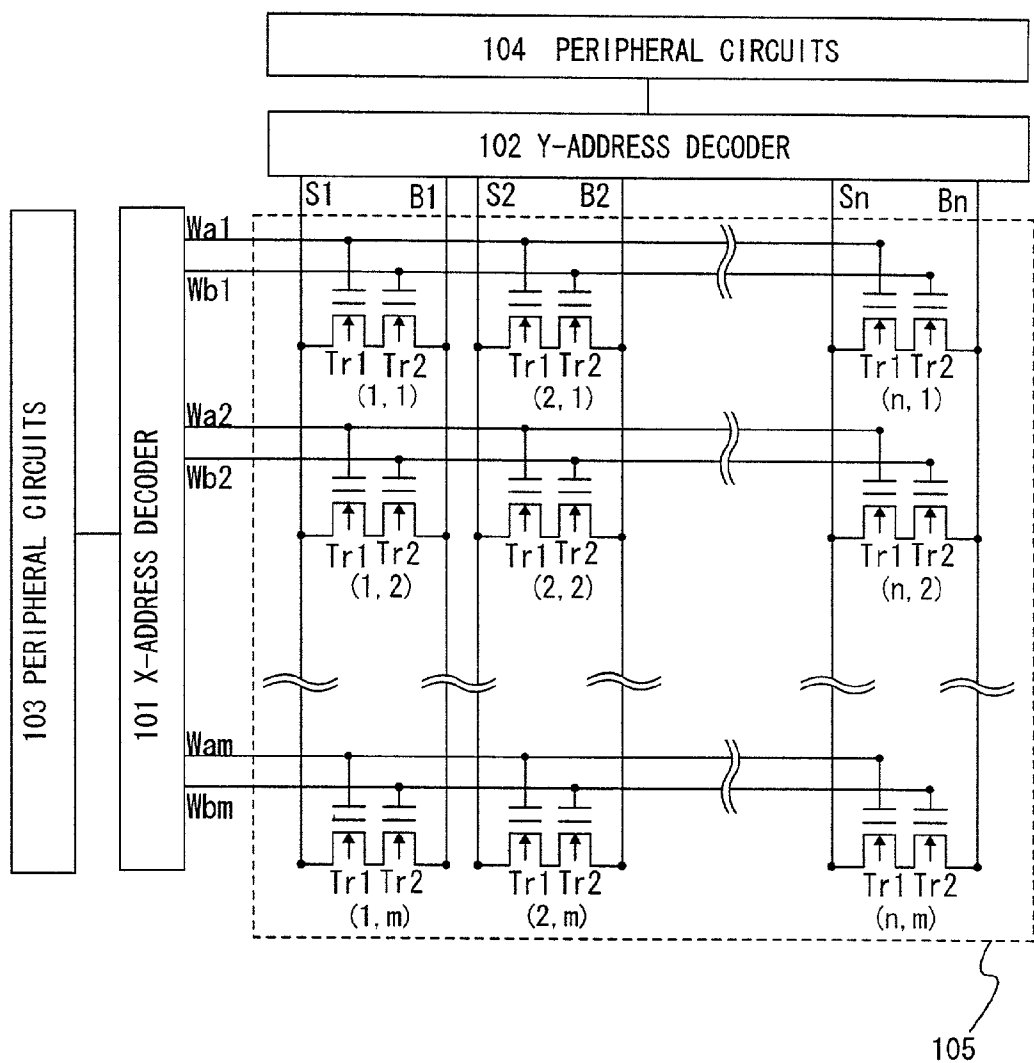 104 PERIPHERAL CIRCUITS
102 Y-ADDRESS DECODER
S1 B1 S2 B2 Sn Bn
103 PERIPHERAL CIRCUITS
101 X-ADDRESS DECODER
Wa1
Wb1
Tr1 Tr2 Tr1 Tr2 Tr1 Tr2
(1, 1) (2, 1) (n, 1)
Wa2
Wb2
Tr1 Tr2 Tr1 Tr2 Tr1 Tr2
(1, 2) (2, 2) (n, 2)
Wam
Wbm
Tr1 Tr2 Tr1 Tr2 Tr1 Tr2
(1, m) (2, m) (n, m)
105